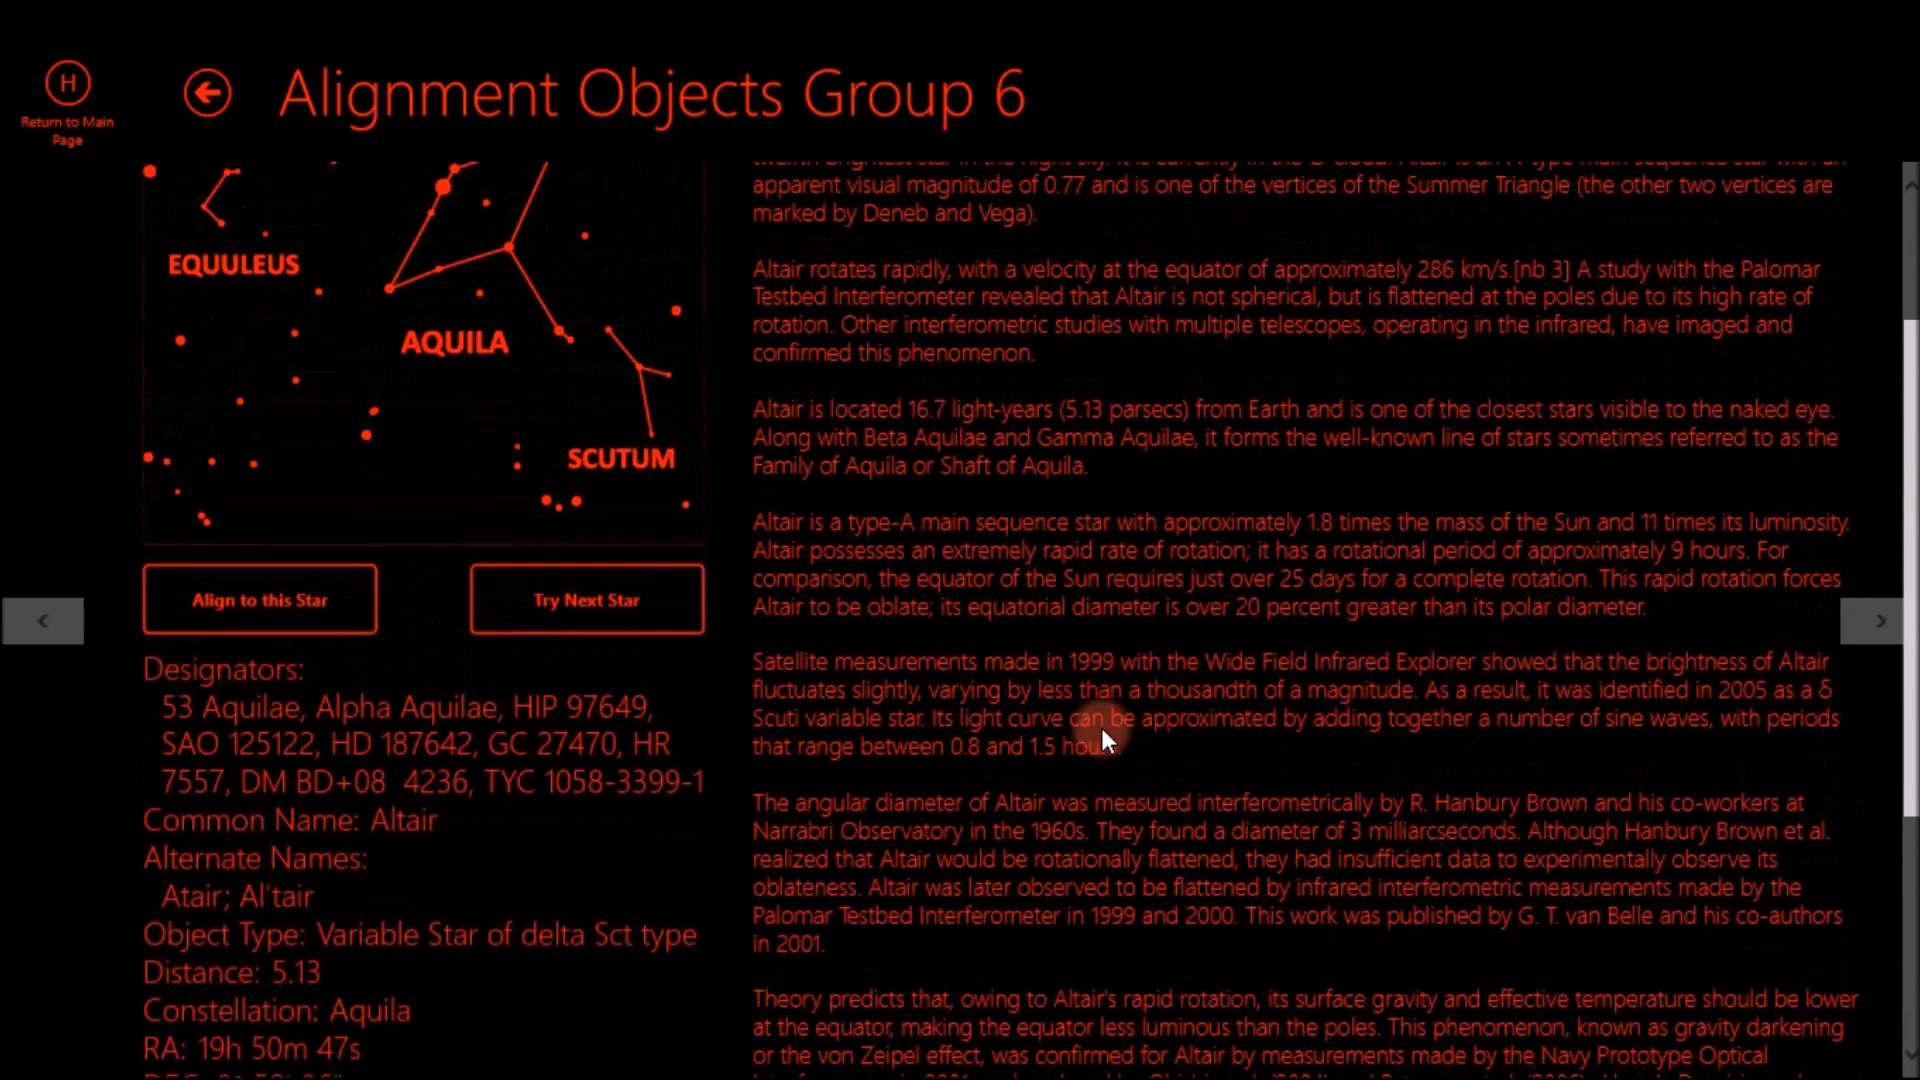 H
Return to Main
Page
Alignment Objects Group 6
EQUULEUS
AQUILA
SCUTUM
Align to this Star
Try Next Star
Designators:
53 Aquilae, Alpha Aquilae, HIP 97649,
SAO 125122, HD 187642, GC 27470, HR
7557, DM BD+08 4236, TYC 1058-3399-1
Common Name: Altair
Alternate Names:
Atair; Al'tair
Object Type: Variable Star of delta Sct type
Distance: 5.13
Constellation: Aquila
RA: 19h 50m 47s
apparent visual magnitude of 0.77 and is one of the vertices of the Summer Triangle (the other two vertices are
marked by Deneb and Vega).
Altair rotates rapidly, with a velocity at the equator of approximately 286 km/s.[nb 3] A study with the Palomar
Testbed Interferometer revealed that Altair is not spherical, but is flattened at the poles due to its high rate of
rotation. Other interferometric studies with multiple telescopes, operating in the infrared, have imaged and
confirmed this phenomenon.
Altair is located 16.7 light-years (5.13 parsecs) from Earth and is one of the closest stars visible to the naked eye.
Along with Beta Aquilae and Gamma Aquilae, it forms the well-known line of stars sometimes referred to as the
Family of Aquila or Shaft of Aquila.
Altair is a type-A main sequence star with approximately 1.8 times the mass of the Sun and 11 times its luminosity.
Altair possesses an extremely rapid rate of rotation; it has a rotational period of approximately 9 hours. For
comparison, the equator of the Sun requires just over 25 days for a complete rotation. This rapid rotation forces
Altair to be oblate; its equatorial diameter is over 20 percent greater than its polar diameter.
Satellite measurements made in 1999 with the Wide Field Infrared Explorer showed that the brightness of Altair
fluctuates slightly, varying by less than a thousandth of a magnitude. As a result, it was identified in 2005 as a δ
Scuti variable star. Its light curve can be approximated by adding together a number of sine waves, with periods
that range between 0.8 and 1.5 hours.
The angular diameter of Altair was measured interferometrically by R. Hanbury Brown and his co-workers at
Narrabri Observatory in the 1960s. They found a diameter of 3 milliarcseconds. Although Hanbury Brown et al.
realized that Altair would be rotationally flattened, they had insufficient data to experimentally observe its
oblateness. Altair was later observed to be flattened by infrared interferometric measurements made by the
Palomar Testbed Interferometer in 1999 and 2000. This work was published by G. T. van Belle and his co-authors
in 2001.
Theory predicts that, owing to Altair's rapid rotation, its surface gravity and effective temperature should be lower
at the equator, making the equator less luminous than the poles. This phenomenon, known as gravity darkening
or the von Zeipel effect, was confirmed for Altair by measurements made by the Navy Prototype Optical